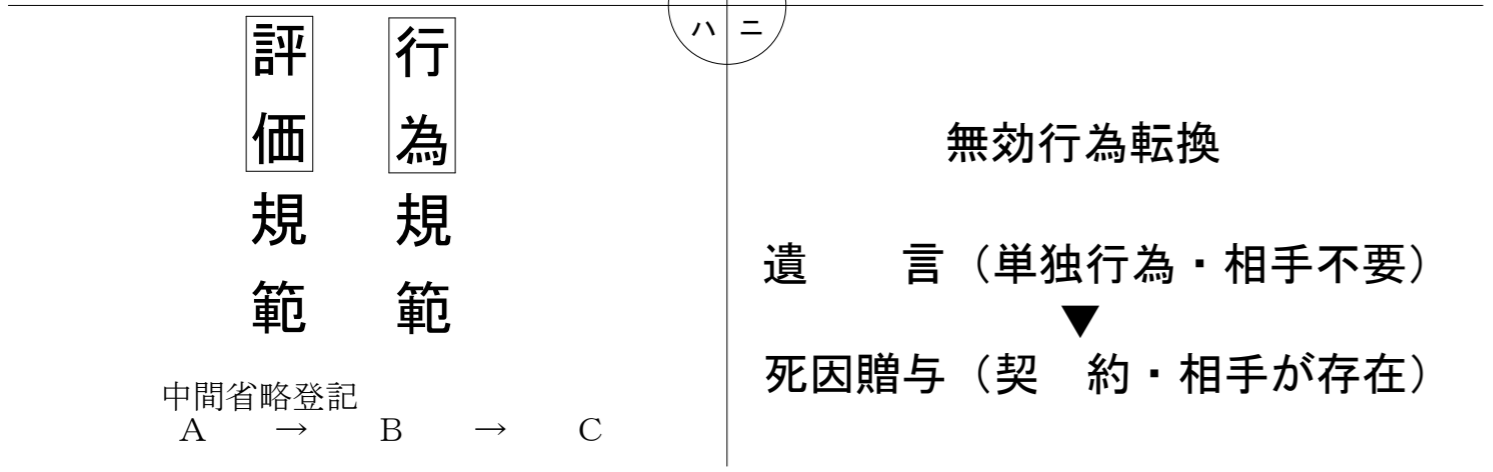 ハ ニ
行為規範
評価規範
中間省略登記
A → B → C
無効行為転換
遺　　言（単独行為・相手不要）
▼
死因贈与（契　約・相手が存在）